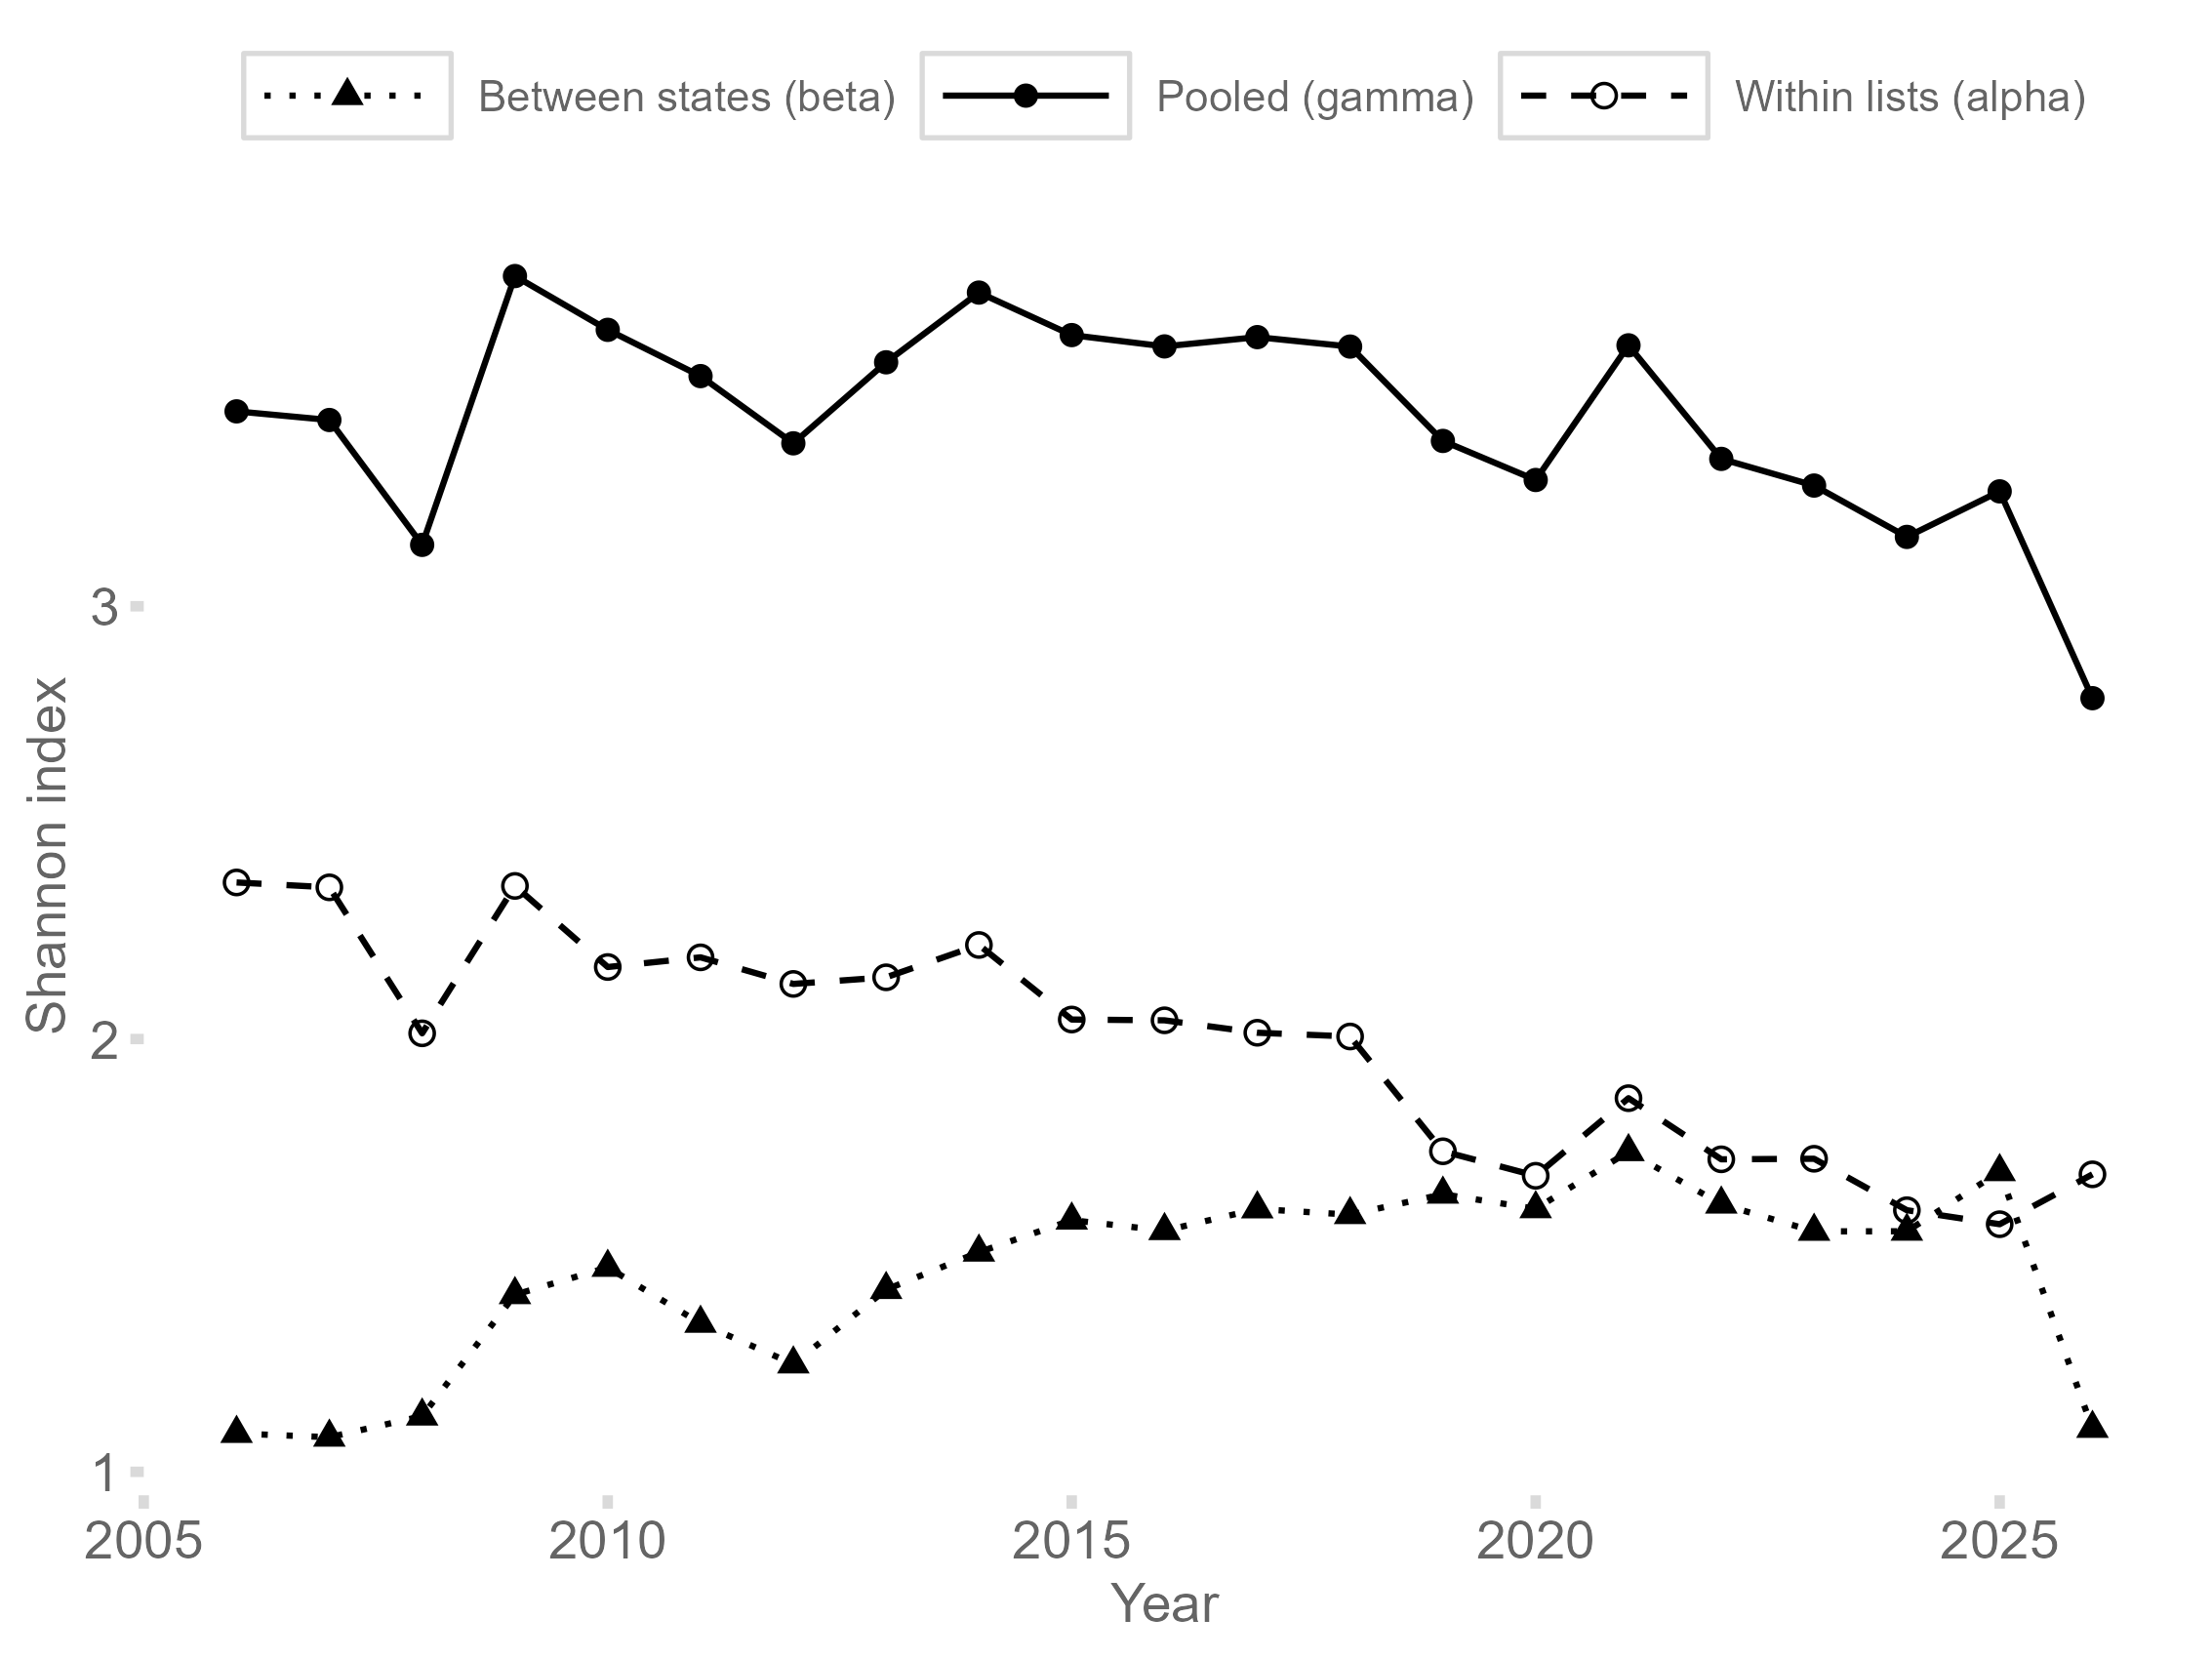 Between states (beta) Pooled (gamma) Within lists (alpha)
3
2
1
Shannon index
2005 2010 2015 2020 2025
Year